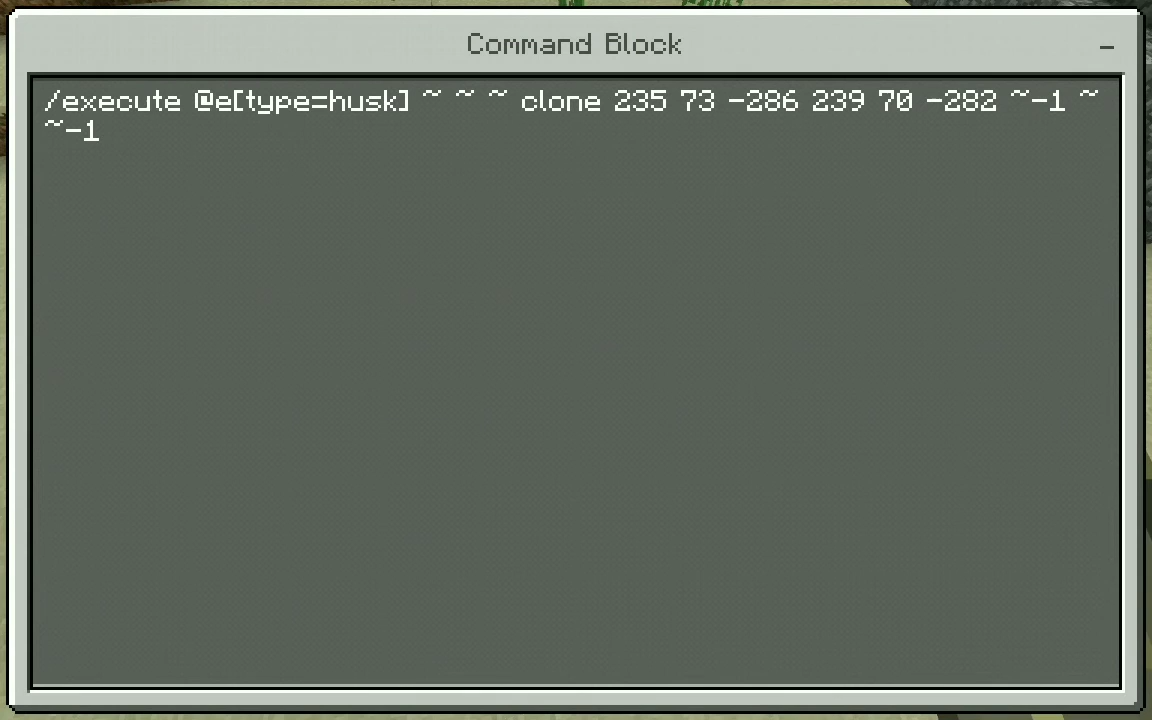 Command Block
/execute @e[type=husk] ~ ~ ~ clone 235 73 -286 239 70 -282 ~-1 ~
~-1